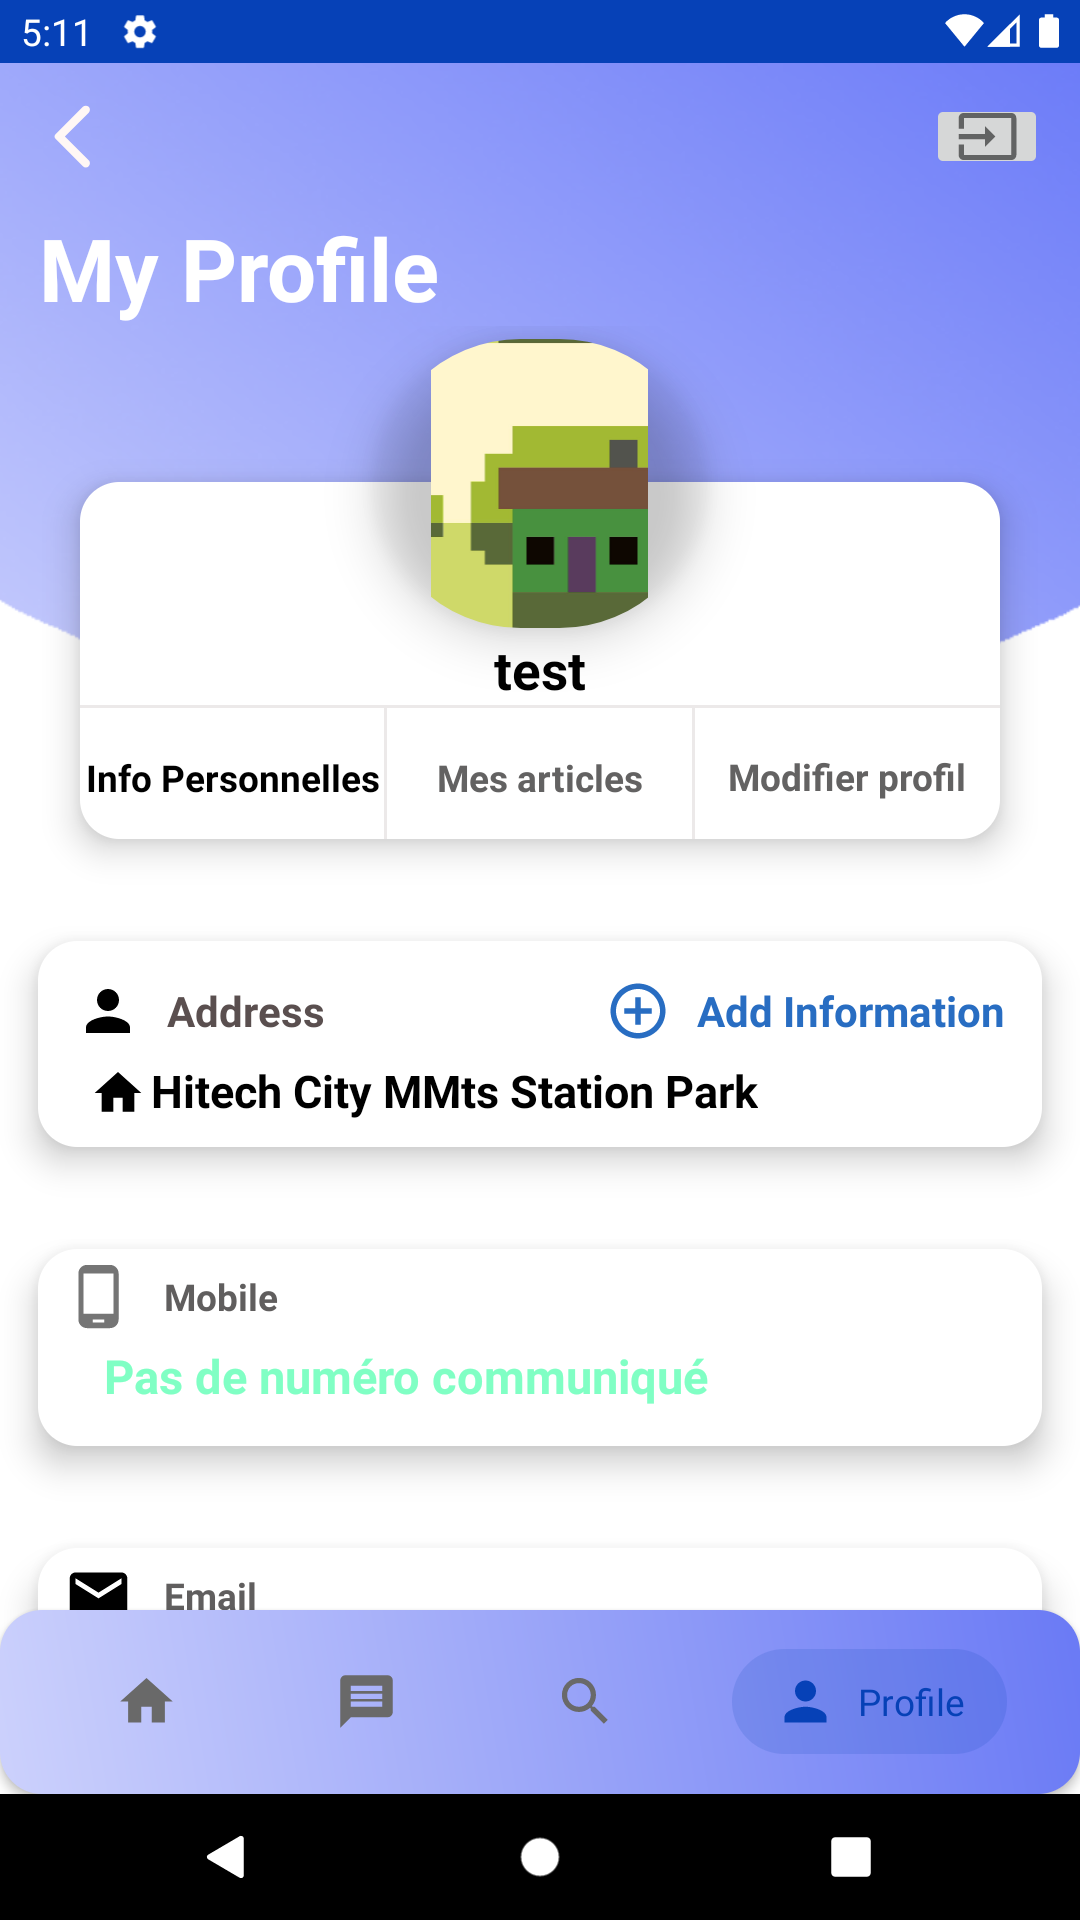 5:11
My Profile
test
Info Personnelles
Mes articles
Modifier profil
Address
Add Information
Hitech City MMts Station Park
Mobile
Pas de numéro communiqué
Email
Profile